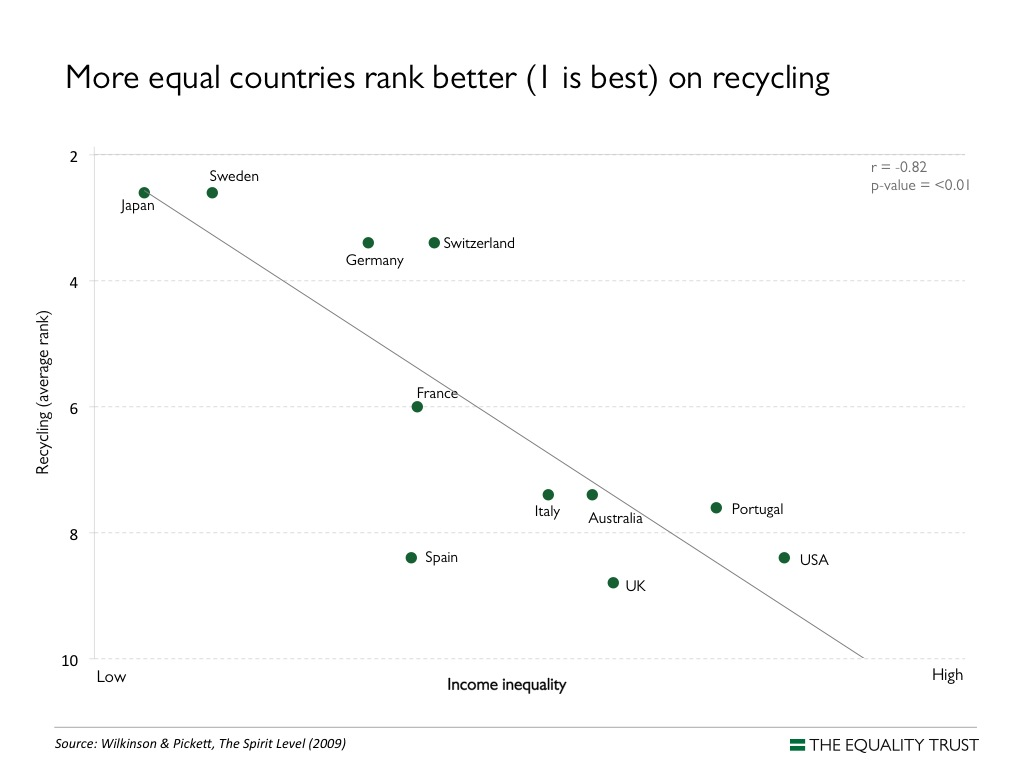 More equal countries rank better (1 is best) on recycling
2
r = -0.82
p-value = <0.01
Sweden
Japan
Switzerland
Germany
4
Recycling (average rank)
France
6
Italy
Portugal
Australia
8
Spain
USA
UK
10
Low
High
Income inequality
Source: Wilkinson & Pickett, The Spirit Level (2009)
THE EQUALITY TRUST